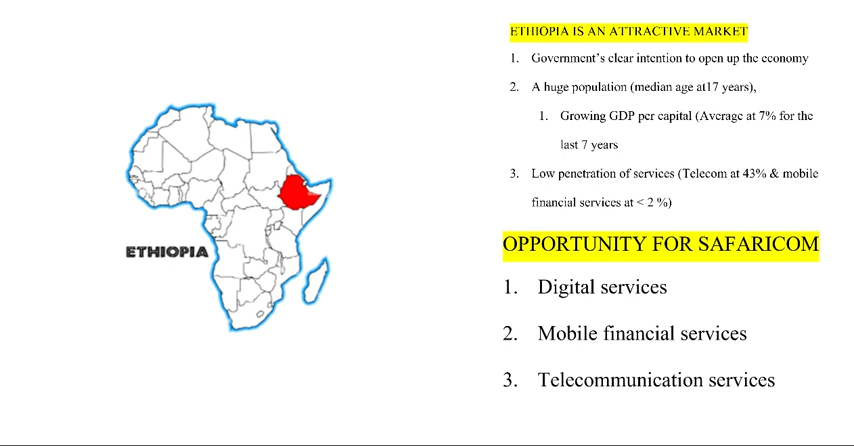 ETHIOPIA IS AN ATTRACTIVE MARKET
1. Government's clear intention to open up the economy
2. A huge population (median age at17 years),
1. Growing GDP per capital (Average at 7% for the
last 7 years
3. Low penetration of services (Telecom at 43% & mobile
financial services at < 2 %)
ETHIOPIA
OPPORTUNITY FOR SAFARICOM
1. Digital services
2. Mobile financial services
3. Telecommunication services